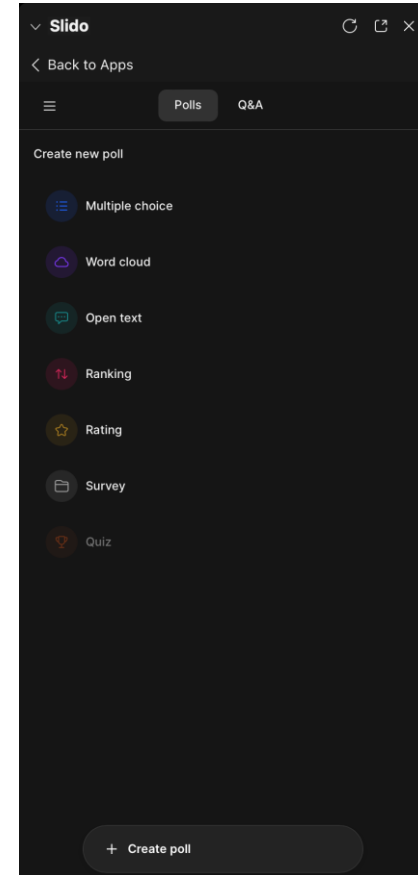 Slido
Back to Apps
Polls Q&A
Create new poll
Multiple choice
Word cloud
Open text
Ranking
Rating
Survey
Quiz
+ Create poll